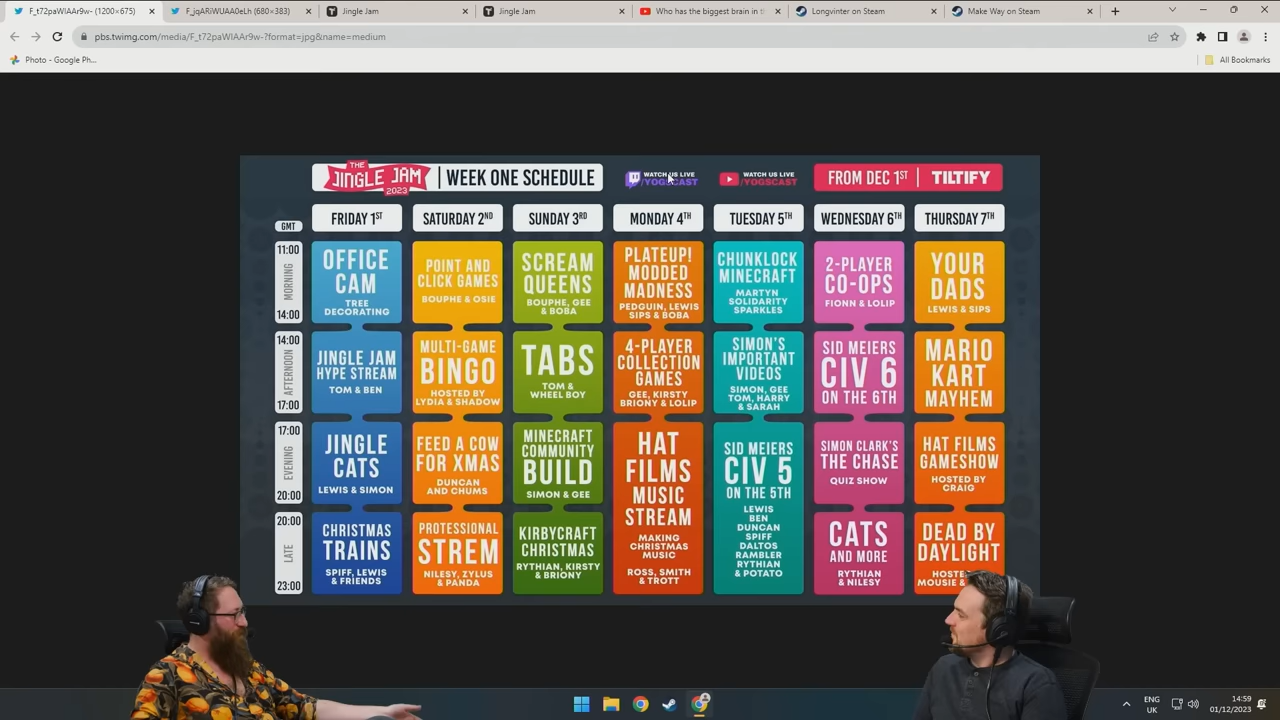 F_t72paWIAAr9w- (1200×675)
F_jqARiWUAA0eLh (680×383)
Jingle Jam
Jingle Jam
Who has the biggest brain in th
Longvinter on Steam
Make Way on Steam
pbs.twimg.com/media/F_t72paWIAAr9w-?format=jpg&name=medium
Photo - Google Ph...
All Bookmarks
THE
JINGLE JAM
2023
WEEK ONE SCHEDULE
WATCH US LIVE
/YOGSCAST
WATCH US LIVE
/YOGSCAST
FROM DEC 1ST
TILTIFY
GMT
FRIDAY 1ST
SATURDAY 2ND
SUNDAY 3RD
MONDAY 4TH
TUESDAY 5TH
WEDNESDAY 6TH
THURSDAY 7TH
11:00
MORNING
14:00
OFFICE
CAM
TREE
DECORATING
POINT AND
CLICK GAMES
BOUPHE & OSIE
SCREAM
QUEENS
BOUPHE, GEE
& BOBA
PLATEUP!
MODDED
MADNESS
PEDGUIN, LEWIS
SIPS & BOBA
CHUNKLOCK
MINECRAFT
MARTYN
SOLIDARITY
SPARKLES
2-PLAYER
CO-OPS
FIONN & LOLIP
YOUR
DADS
LEWIS & SIPS
14:00
AFTERNOON
17:00
JINGLE JAM
HYPE STREAM
TOM & BEN
MULTI-GAME
BINGO
HOSTED BY
LYDIA & SHADOW
TABS
TOM &
WHEEL BOY
4-PLAYER
COLLECTION
GAMES
GEE, KIRSTY
BRIONY & LOLIP
SIMON'S
IMPORTANT
VIDEOS
SIMON, GEE
TOM, HARRY
& SARAH
SID MEIERS
CIV 6
ON THE 6TH
MARIO
KART
MAYHEM
17:00
EVENING
20:00
JINGLE
CATS
LEWIS & SIMON
FEED A COW
FOR XMAS
DUNCAN
AND CHUMS
MINECRAFT
COMMUNITY
BUILD
SIMON & GEE
HAT
FILMS
MUSIC
STREAM
MAKING
CHRISTMAS
MUSIC
ROSS, SMITH
& TROTT
SID MEIERS
CIV 5
ON THE 5TH
LEWIS
BEN
DUNCAN
SPIFF
DALTOS
RAMBLER
RYTHIAN
& POTATO
SIMON CLARK'S
THE CHASE
QUIZ SHOW
HAT FILMS
GAMESHOW
HOSTED BY
CRAIG
20:00
LATE
23:00
CHRISTMAS
TRAINS
SPIFF, LEWIS
& FRIENDS
PROTESSIONAL
STREM
NILESY, ZYLUS
& PANDA
KIRBYCRAFT
CHRISTMAS
RYTHIAN, KIRSTY
& BRIONY
CATS
AND MORE
RYTHIAN
& NILESY
DEAD BY
DAYLIGHT
MOUSIE &
ENG
UK
14:59
01/12/2023